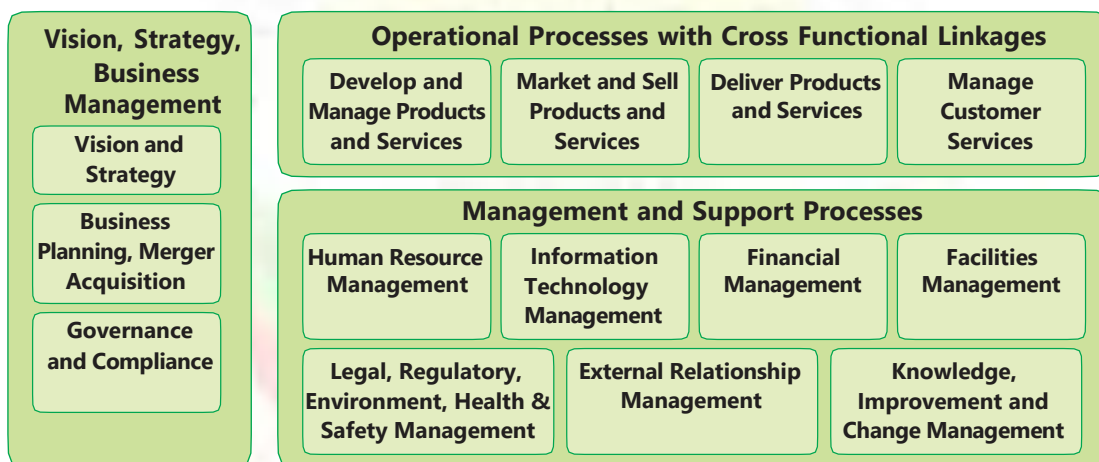 Vision, Strategy,
Business
Management
Vision and
Strategy
Business
Planning, Merger
Acquisition
Governance
and Compliance
Operational Processes with Cross Functional Linkages
Develop and
Manage Products
and Services
Market and Sell
Products and
Services
Deliver Products
and Services
Manage
Customer
Services
Management and Support Processes
Human Resource
Management
Information
Technology
Management
Financial
Management
Facilities
Management
Legal, Regulatory,
Environment, Health &
Safety Management
External Relationship
Management
Knowledge,
Improvement and
Change Management